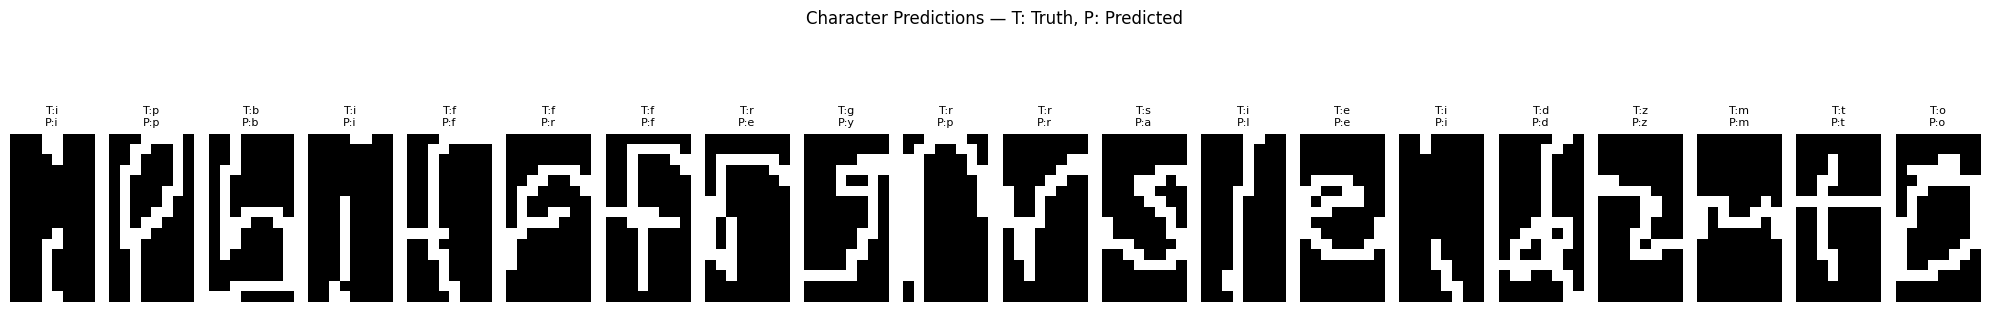 Character Predictions — T: Truth, P: Predicted
T:i T:p T:b T:i T:f T:f T:f T:r T:g T:r T:r T:s T:i T:e T:i T:d T:z T:m T:t T:o
P:i P:p P:b P:i P:f P:r P:f P:e P:y P:p P:r P:a P:l P:e P:i P:d P:z P:m P:t P:o